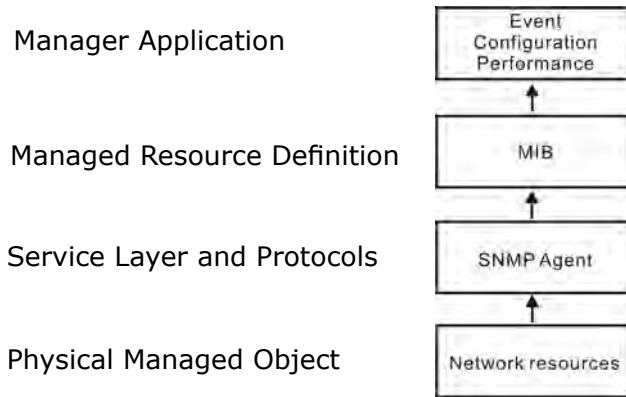 Manager Application
Event
Configuration
Performance
Managed Resource Definition
MIB
Service Layer and Protocols
SNMP Agent
Physical Managed Object
Network resources